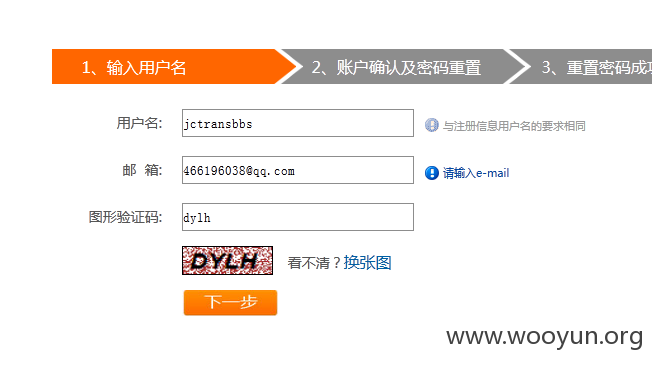 1、输入用户名 2、账户确认及密码重置 3、重置密码成功
用户名: jctransbbs 与注册信息用户名的要求相同
邮 箱: 466196038@qq.com 请输入e-mail
图形验证码: dylh
DYLH 看不清？换张图
下一步
www.wooyun.org